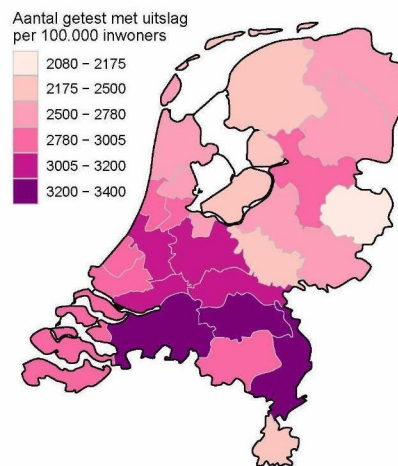 Aantal getest met uitslag
per 100.000 inwoners
2080 – 2175
2175 – 2500
2500 – 2780
2780 – 3005
3005 – 3200
3200 – 3400